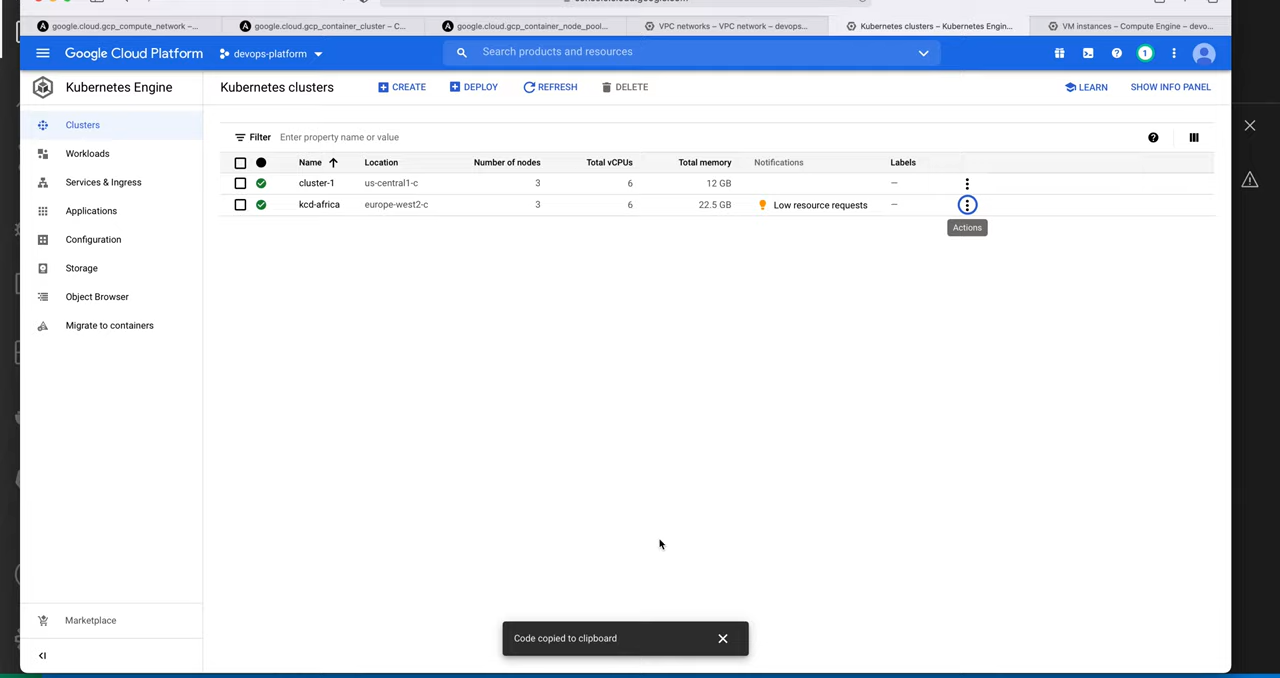 google.cloud.gcp_compute_network –...
google.cloud.gcp_container_cluster – C...
google.cloud.gcp_container_node_pool...
VPC networks – VPC network – devops...
Kubernetes clusters – Kubernetes Engin...
VM instances – Compute Engine – devo...
Google Cloud Platform
devops-platform
Search products and resources
1
Kubernetes Engine
Kubernetes clusters
CREATE
DEPLOY
REFRESH
DELETE
LEARN
SHOW INFO PANEL
Clusters
Workloads
Services & Ingress
Applications
Configuration
Storage
Object Browser
Migrate to containers
Marketplace
Filter Enter property name or value
Name Location Number of nodes Total vCPUs Total memory Notifications Labels
cluster-1 us-central1-c 3 6 12 GB –
kcd-africa europe-west2-c 3 6 22.5 GB Low resource requests –
Actions
Code copied to clipboard